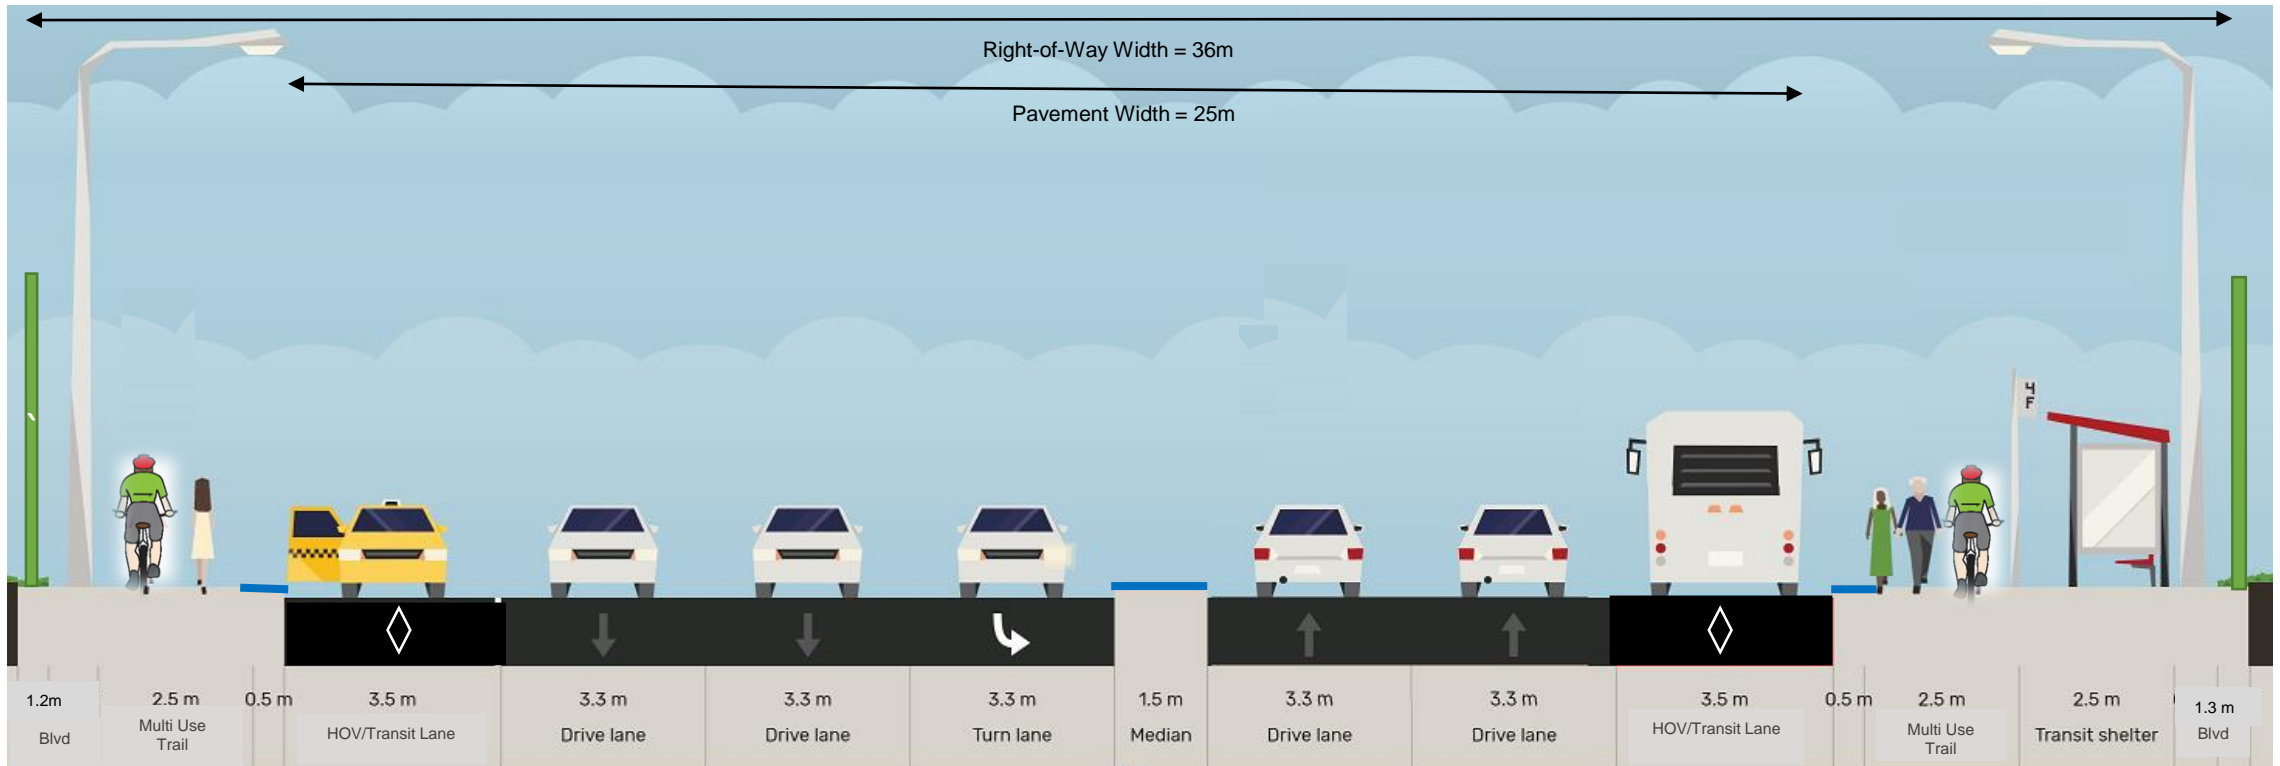 Right-of-Way Width = 36m
Pavement Width = 25m
4
F
1.2m
Blvd
2.5 m
Multi Use
Trail
0.5 m
3.5 m
HOV/Transit Lane
3.3 m
Drive lane
3.3 m
Drive lane
3.3 m
Turn lane
1.5 m
Median
3.3 m
Drive lane
3.3 m
Drive lane
3.5 m
HOV/Transit Lane
0.5 m
2.5 m
Multi Use
Trail
2.5 m
Transit shelter
1.3 m
Blvd